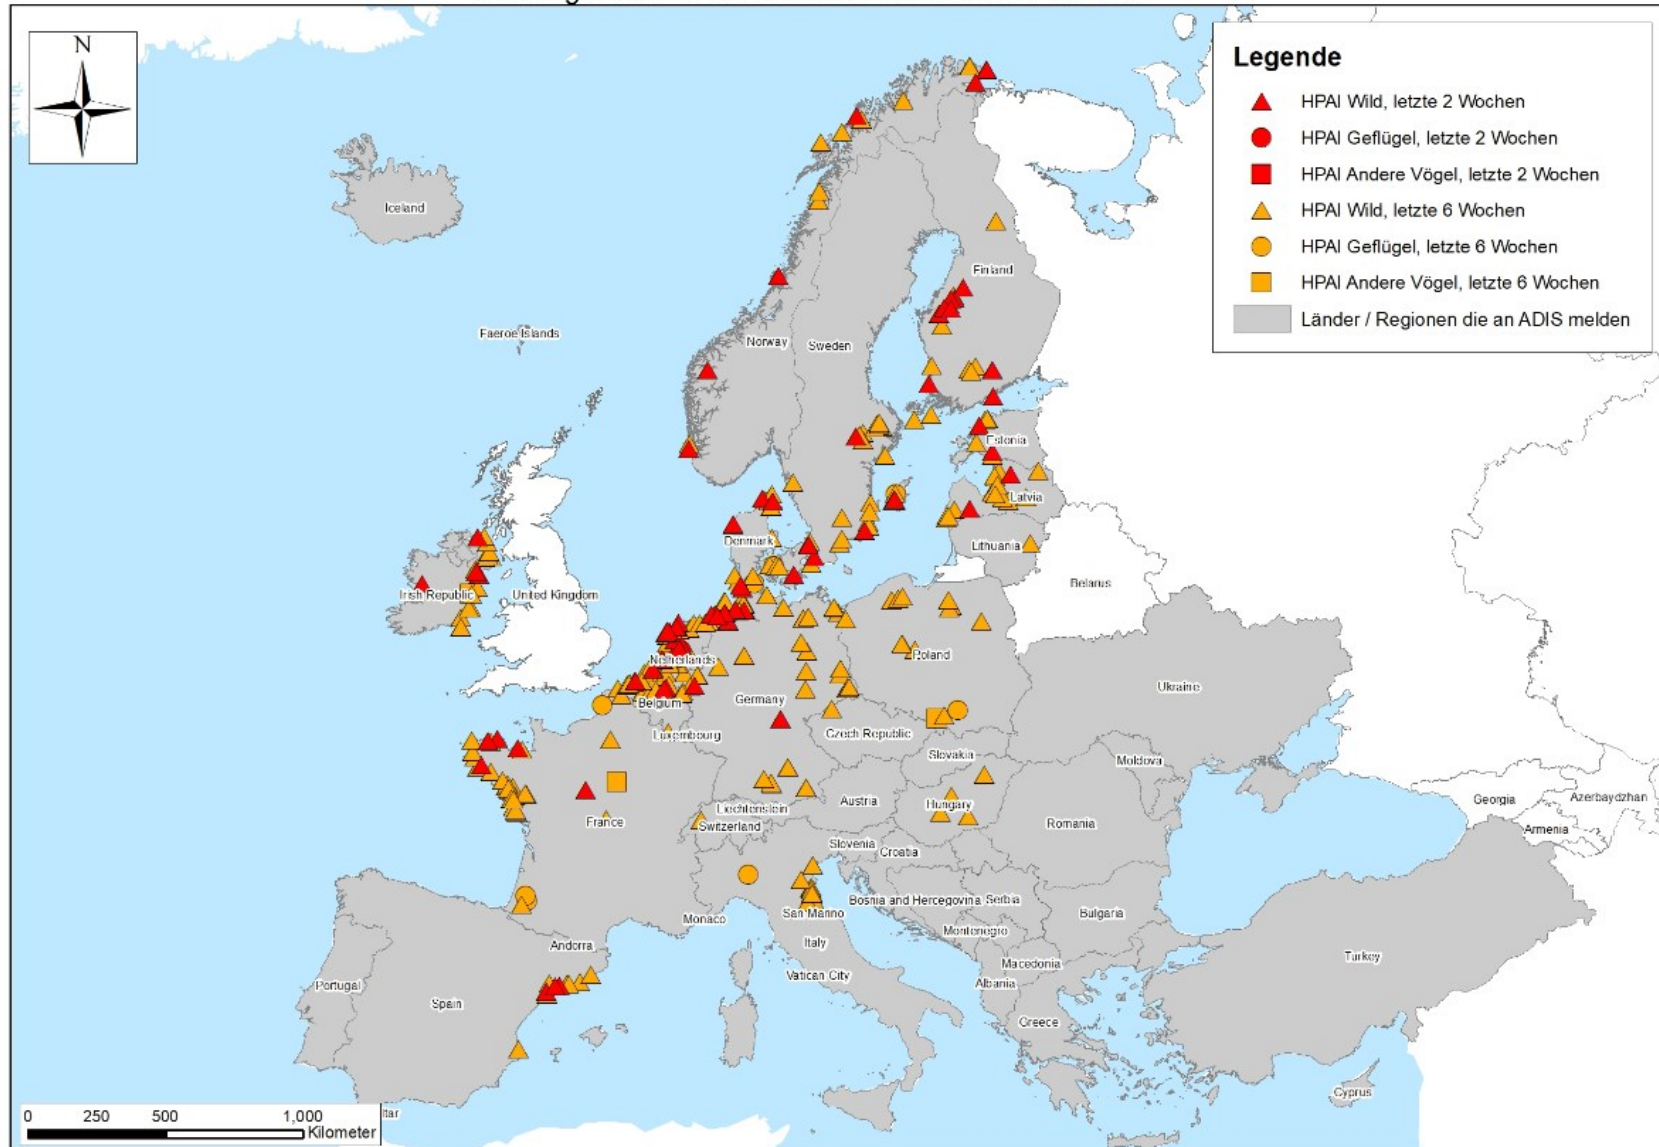 N
Legende
HPAI Wild, letzte 2 Wochen
HPAI Geflügel, letzte 2 Wochen
HPAI Andere Vögel, letzte 2 Wochen
HPAI Wild, letzte 6 Wochen
HPAI Geflügel, letzte 6 Wochen
HPAI Andere Vögel, letzte 6 Wochen
Länder / Regionen die an ADIS melden
Iceland
Finland
Faeroe Islands
Norway
Sweden
Estonia
Latvia
Denmark
Lithuania
Belarus
Irish Republic
United Kingdom
Netherlands
Poland
Ukraine
Belgium
Germany
Luxembourg
Czech Republic
Slovakia
Moldova
Liechtenstein
Austria
Hungary
France
Switzerland
Romania
Georgia
Azerbaydzhan
Armenia
Slovenia
Croatia
Bosnia and Hercegovina
Serbia
Monaco
San Marino
Bulgaria
Montenegro
Andorra
Italy
Macedonia
Turkey
Vatican City
Albania
Portugal
Spain
Greece
Cyprus
0 250 500 1,000
Kilometer
ltar